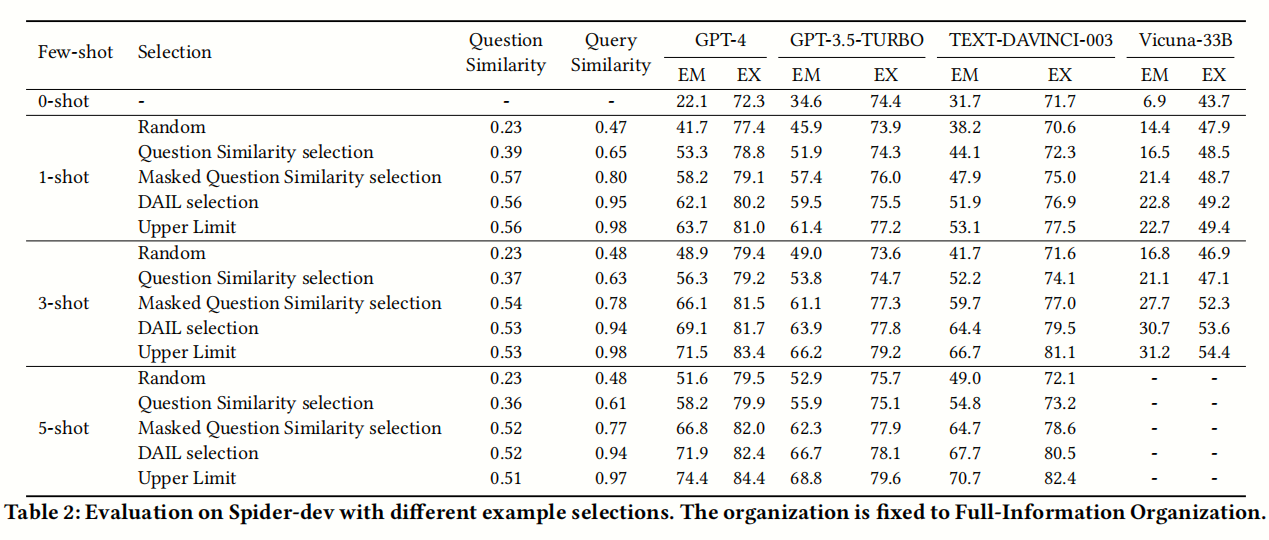 Few-shot Selection Question Similarity Query Similarity GPT-4 GPT-3.5-TURBO TEXT-DAVINCI-003 Vicuna-33B
EM EX EM EX EM EX EM EX
0-shot - - - 22.1 72.3 34.6 74.4 31.7 71.7 6.9 43.7
1-shot
Random 0.23 0.47 41.7 77.4 45.9 73.9 38.2 70.6 14.4 47.9
Question Similarity selection 0.39 0.65 53.3 78.8 51.9 74.3 44.1 72.3 16.5 48.5
Masked Question Similarity selection 0.57 0.80 58.2 79.1 57.4 76.0 47.9 75.0 21.4 48.7
DAIL selection 0.56 0.95 62.1 80.2 59.5 75.5 51.9 76.9 22.8 49.2
Upper Limit 0.56 0.98 63.7 81.0 61.4 77.2 53.1 77.5 22.7 49.4
3-shot
Random 0.23 0.48 48.9 79.4 49.0 73.6 41.7 71.6 16.8 46.9
Question Similarity selection 0.37 0.63 56.3 79.2 53.8 74.7 52.2 74.1 21.1 47.1
Masked Question Similarity selection 0.54 0.78 66.1 81.5 61.1 77.3 59.7 77.0 27.7 52.3
DAIL selection 0.53 0.94 69.1 81.7 63.9 77.8 64.4 79.5 30.7 53.6
Upper Limit 0.53 0.98 71.5 83.4 66.2 79.2 66.7 81.1 31.2 54.4
5-shot
Random 0.23 0.48 51.6 79.5 52.9 75.7 49.0 72.1 - -
Question Similarity selection 0.36 0.61 58.2 79.9 55.9 75.1 54.8 73.2 - -
Masked Question Similarity selection 0.52 0.77 66.8 82.0 62.3 77.9 64.7 78.6 - -
DAIL selection 0.52 0.94 71.9 82.4 66.7 78.1 67.7 80.5 - -
Upper Limit 0.51 0.97 74.4 84.4 68.8 79.6 70.7 82.4 - -
Table 2: Evaluation on Spider-dev with different example selections. The organization is fixed to Full-Information Organization.